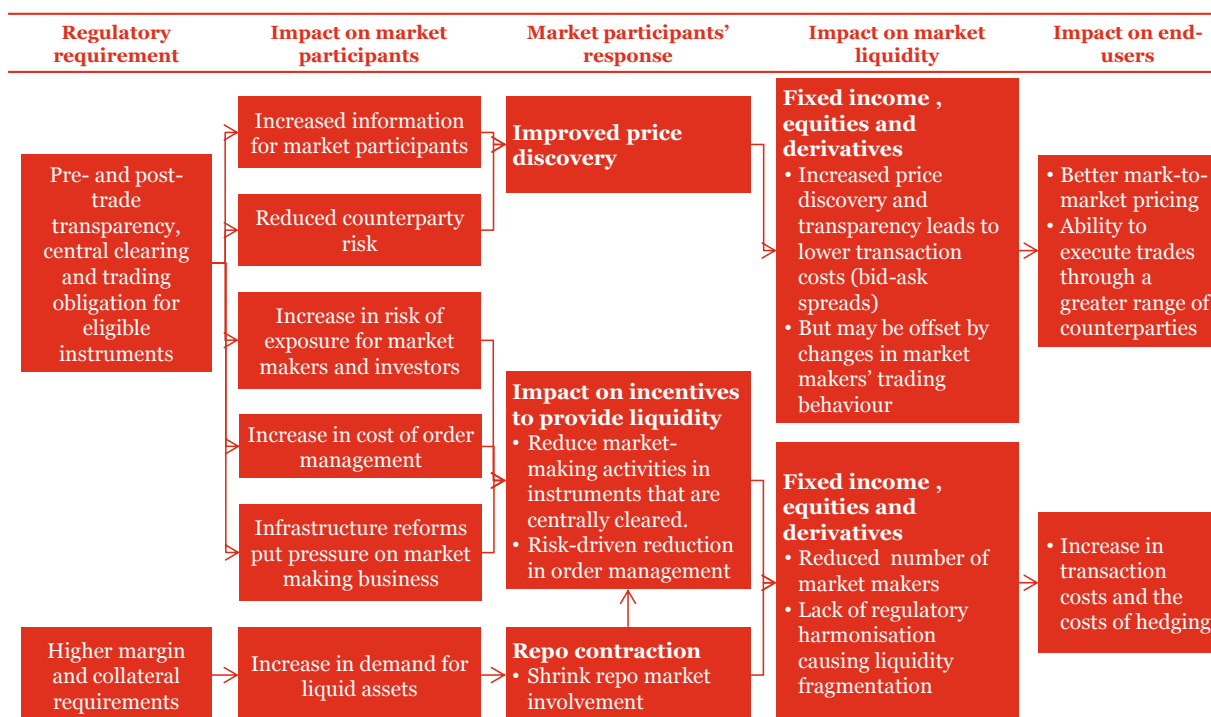 Regulatory
requirement
Impact on market
participants
Market participants’
response
Impact on market
liquidity
Impact on end-
users
Pre- and post-
trade
transparency,
central clearing
and trading
obligation for
eligible
instruments
Higher margin
and collateral
requirements
Increased information
for market participants
Reduced counterparty
risk
Increase in risk of
exposure for market
makers and investors
Increase in cost of order
management
Infrastructure reforms
put pressure on market
making business
Increase in demand for
liquid assets
Improved price
discovery
Impact on incentives
to provide liquidity
• Reduce market-
making activities in
instruments that are
centrally cleared.
• Risk-driven reduction
in order management
Repo contraction
• Shrink repo market
involvement
Fixed income ,
equities and
derivatives
• Increased price
discovery and
transparency leads to
lower transaction
costs (bid-ask
spreads)
• But may be offset by
changes in market
makers’ trading
behaviour
Fixed income ,
equities and
derivatives
• Reduced number of
market makers
• Lack of regulatory
harmonisation
causing liquidity
fragmentation
• Better mark-to-
market pricing
• Ability to
execute trades
through a
greater range of
counterparties
• Increase in
transaction
costs and the
costs of hedging